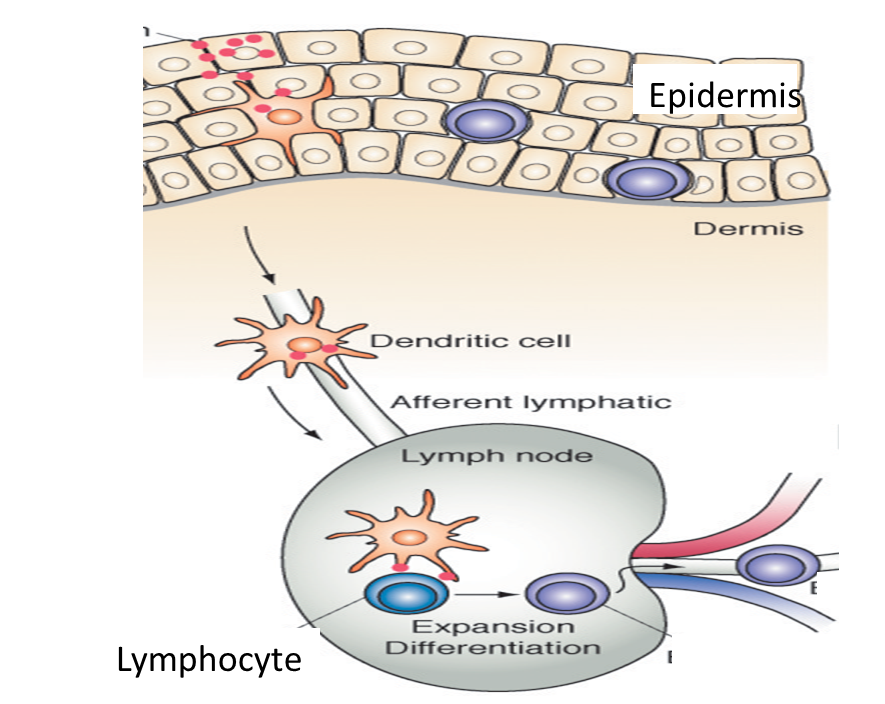 Epidermis
Dermis
Dendritic cell
Afferent lymphatic
Lymph node
Expansion
Differentiation
Lymphocyte